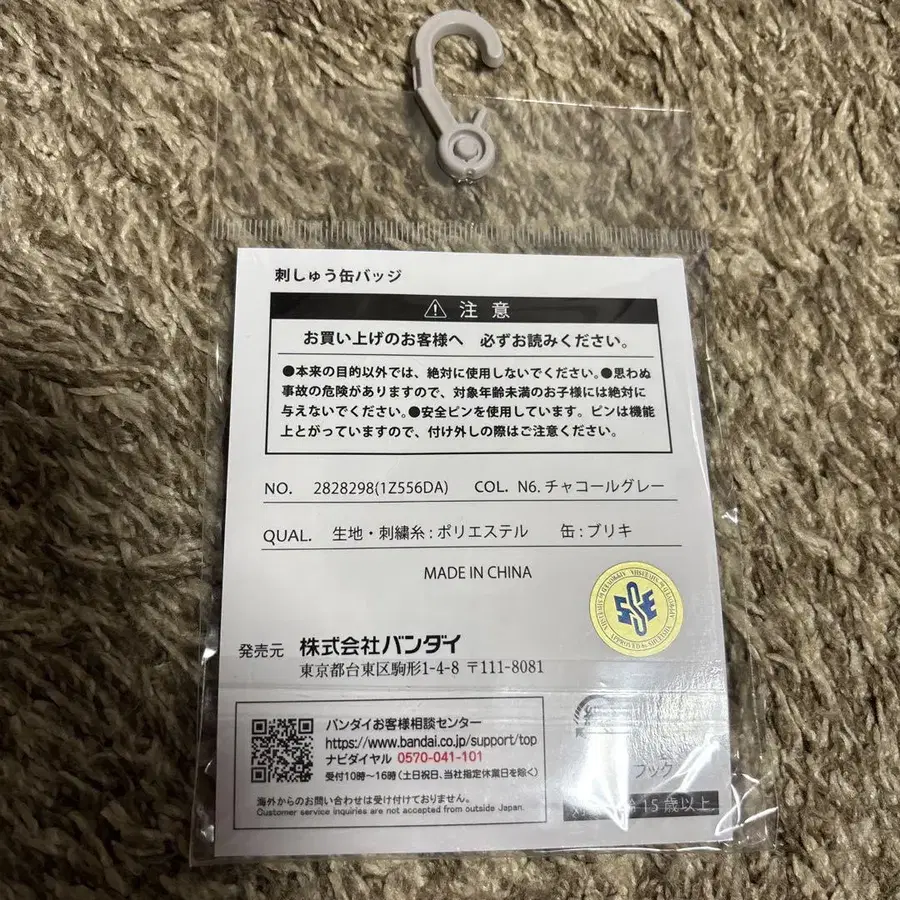 刺しゅう缶バッジ
注意
お買い上げのお客様へ 必ずお読みください。
●本来の目的以外では、絶対に使用しないでください。●思わぬ
事故の危険がありますので、対象年齢未満のお子様には絶対に
与えないでください。●安全ピンを使用しています。ピンは機能
上とがっていますので、付け外しの際はご注意ください。
NO. 2828298(1Z556DA) COL. N6. チャコールグレー
QUAL. 生地・刺繍糸:ポリエステル 缶:ブリキ
MADE IN CHINA
発売元 株式会社バンダイ
東京都台東区駒形1-4-8 〒111-8081
バンダイお客様相談センター
https://www.bandai.co.jp/support/top
ナビダイヤル 0570-041-101
受付10時〜16時(土日祝日、当社指定休業日を除く)
海外からのお問い合わせは受け付けておりません。
Customer service inquiries are not accepted from outside Japan.
フック
15歳以上